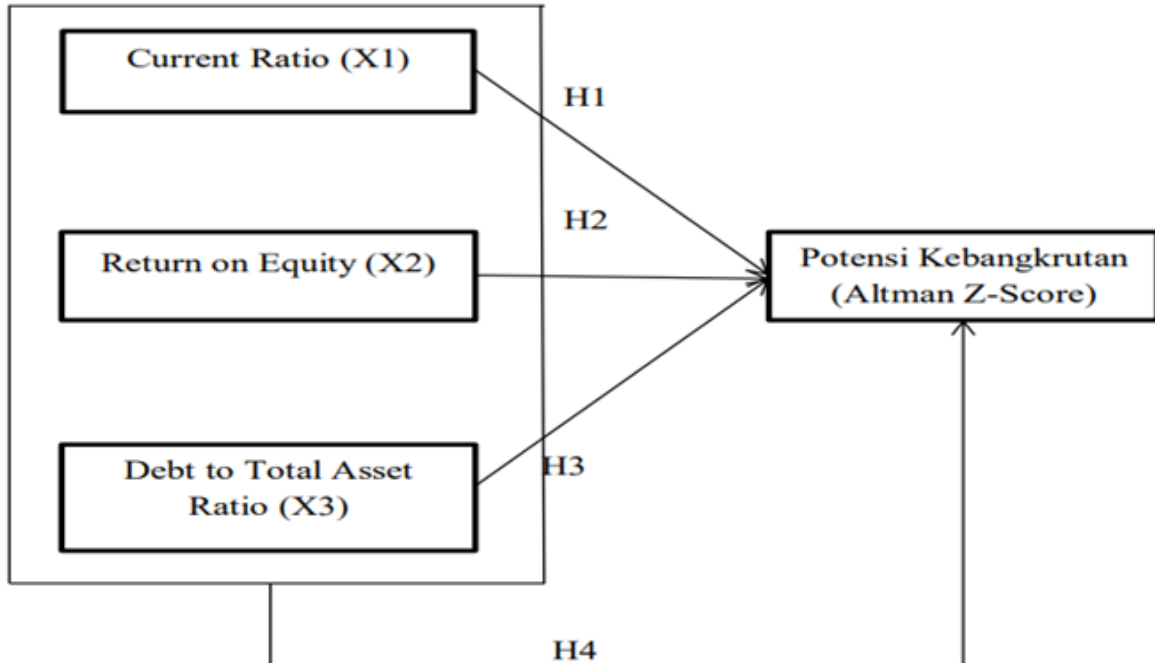 Current Ratio (X1)
H1
H2
Return on Equity (X2)
Potensi Kebangkrutan
(Altman Z-Score)
Debt to Total Asset
Ratio (X3)
H3
H4